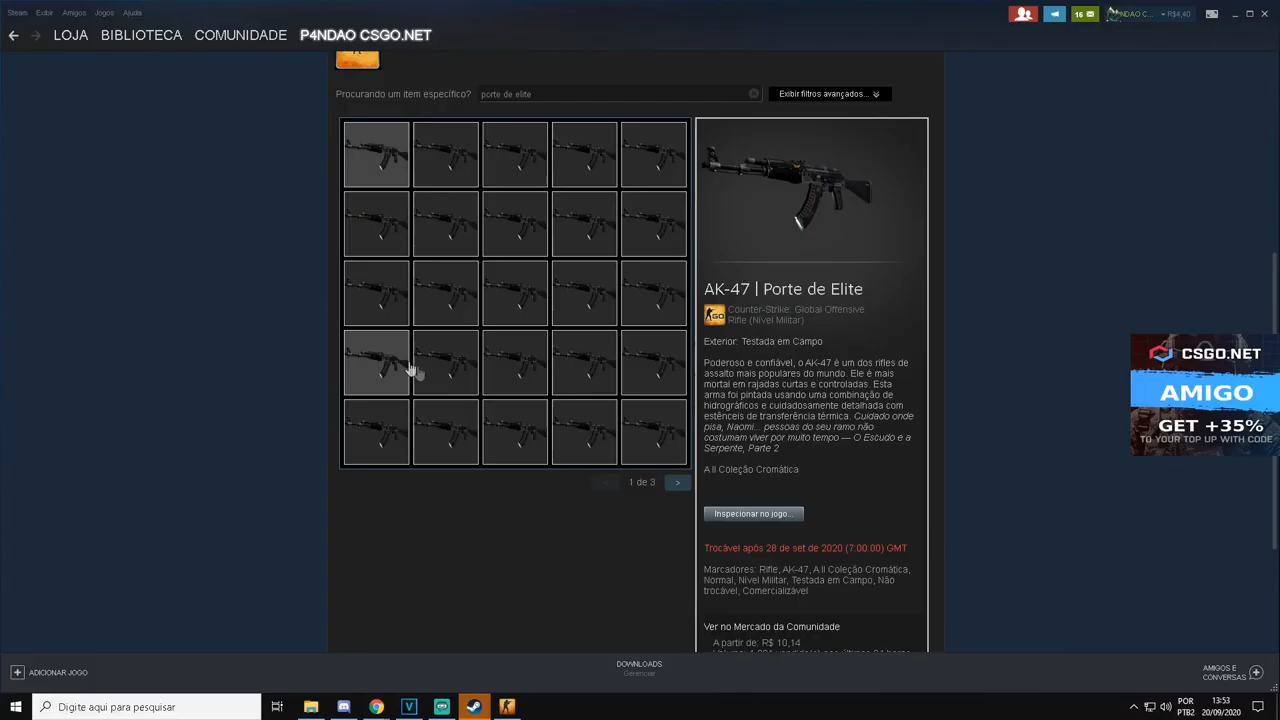 Steam Exibir Amigos Jogos Ajuda
16
P4NDAO C... R$4,40
LOJA BIBLIOTECA COMUNIDADE P4NDAO CSGO.NET
Procurando um item específico? porte de elite Exibir filtros avançados...
AK-47 | Porte de Elite
GO
Counter-Strike: Global Offensive
Rifle (Nível Militar)
Exterior: Testada em Campo
Poderoso e confiável, o AK-47 é um dos rifles de
assalto mais populares do mundo. Ele é mais
mortal em rajadas curtas e controladas. Esta
arma foi pintada usando uma combinação de
hidrográficos e cuidadosamente detalhada com
estênceis de transferência térmica. Cuidado onde
pisa, Naomi... pessoas do seu ramo não
costumam viver por muito tempo — O Escudo e a
Serpente, Parte 2
A II Coleção Cromática
< 1 de 3 >
Inspecionar no jogo...
Trocável após 28 de set de 2020 (7:00:00) GMT
Marcadores: Rifle, AK-47, A II Coleção Cromática,
Normal, Nível Militar, Testada em Campo, Não
trocável, Comercializável
Ver no Mercado da Comunidade
A partir de: R$ 10,14
CSGO.NET
AMIGO
GET +35%
TO YOUR TOP UP WITH CODE
ADICIONAR JOGO
DOWNLOADS
Gerenciar
AMIGOS E
CONVERSAS
Digite aqui para pesquisar
POR
PTB2
13:53
20/09/2020